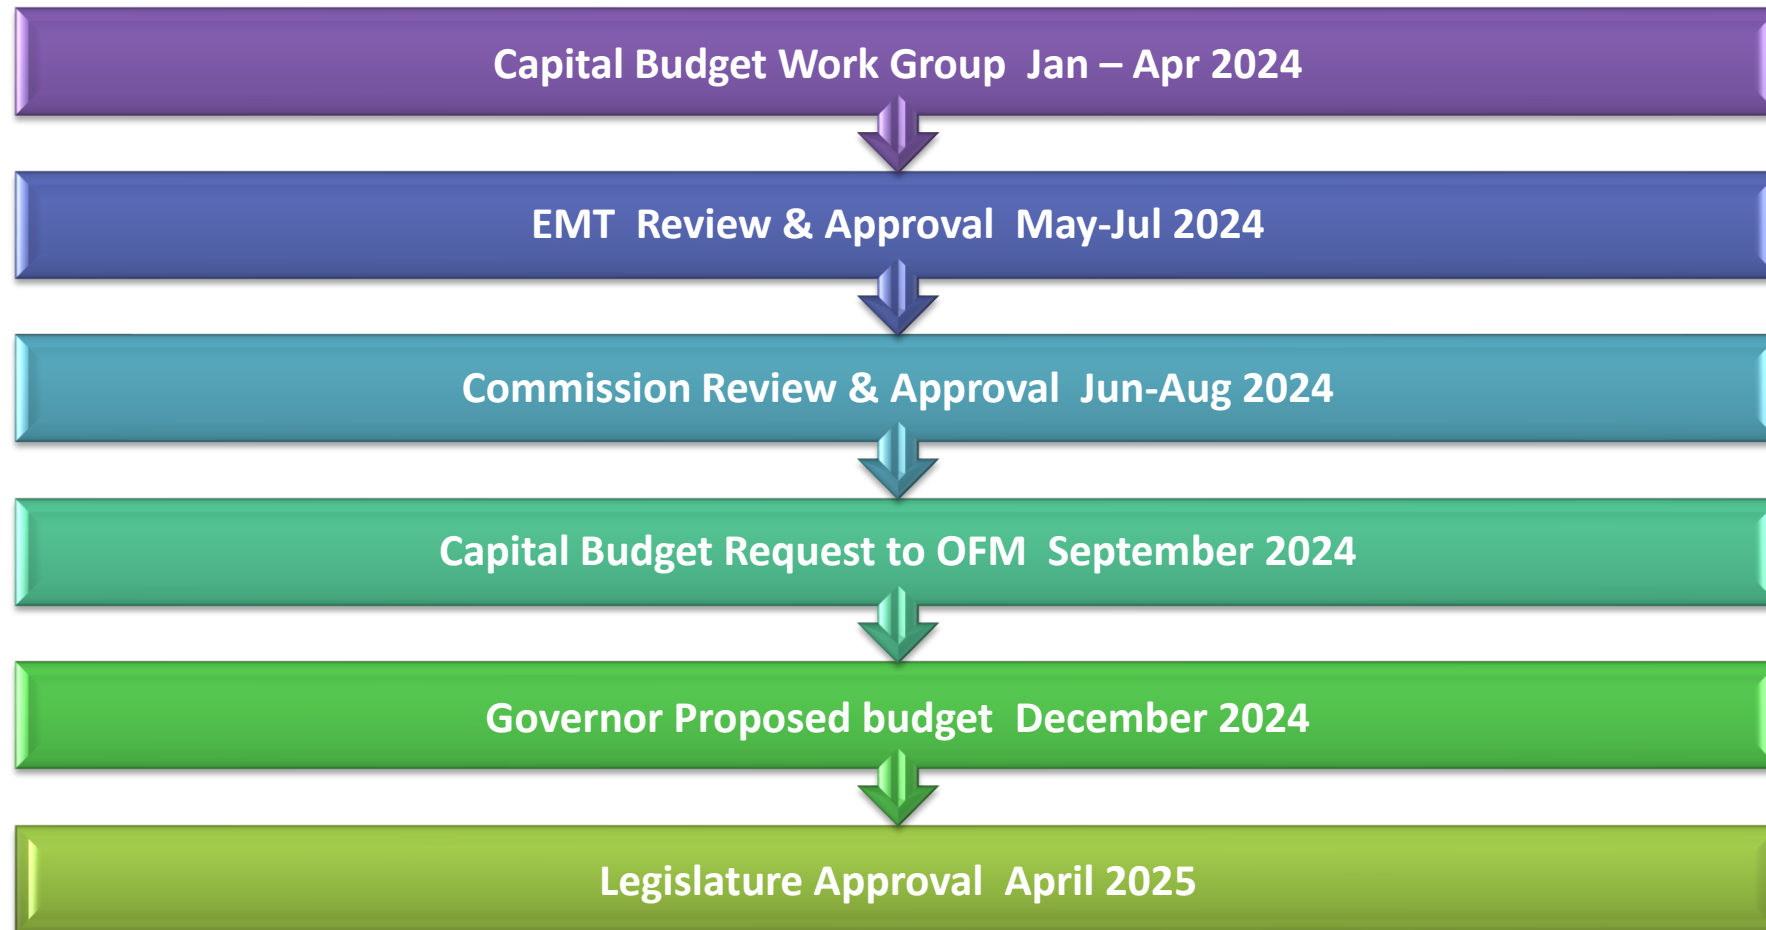 Capital Budget Work Group  Jan – Apr 2024
EMT  Review & Approval  May-Jul 2024
Commission Review & Approval  Jun-Aug 2024
Capital Budget Request to OFM  September 2024
Governor Proposed budget  December 2024
Legislature Approval  April 2025